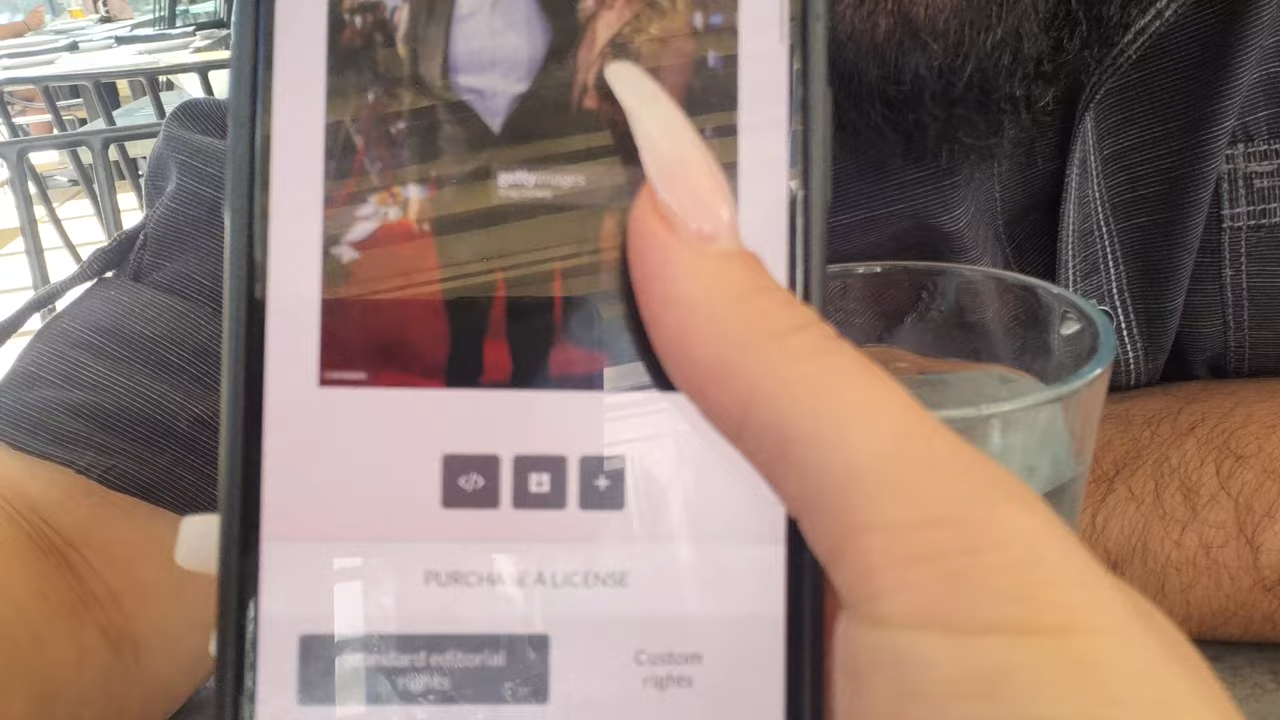 gettyimages
</>
PURCHASE A LICENSE
Standard editorial
rights
Custom
rights